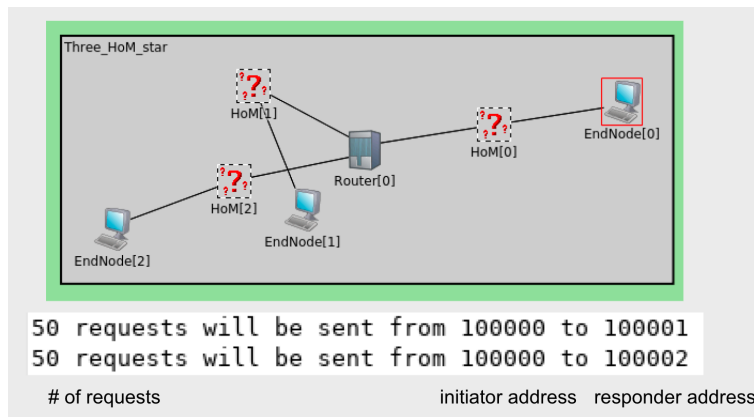 Three_HoM_star
HoM[1]
EndNode[0]
HoM[0]
Router[0]
HoM[2]
EndNode[1]
EndNode[2]
50 requests will be sent from 100000 to 100001
50 requests will be sent from 100000 to 100002
# of requests initiator address responder address